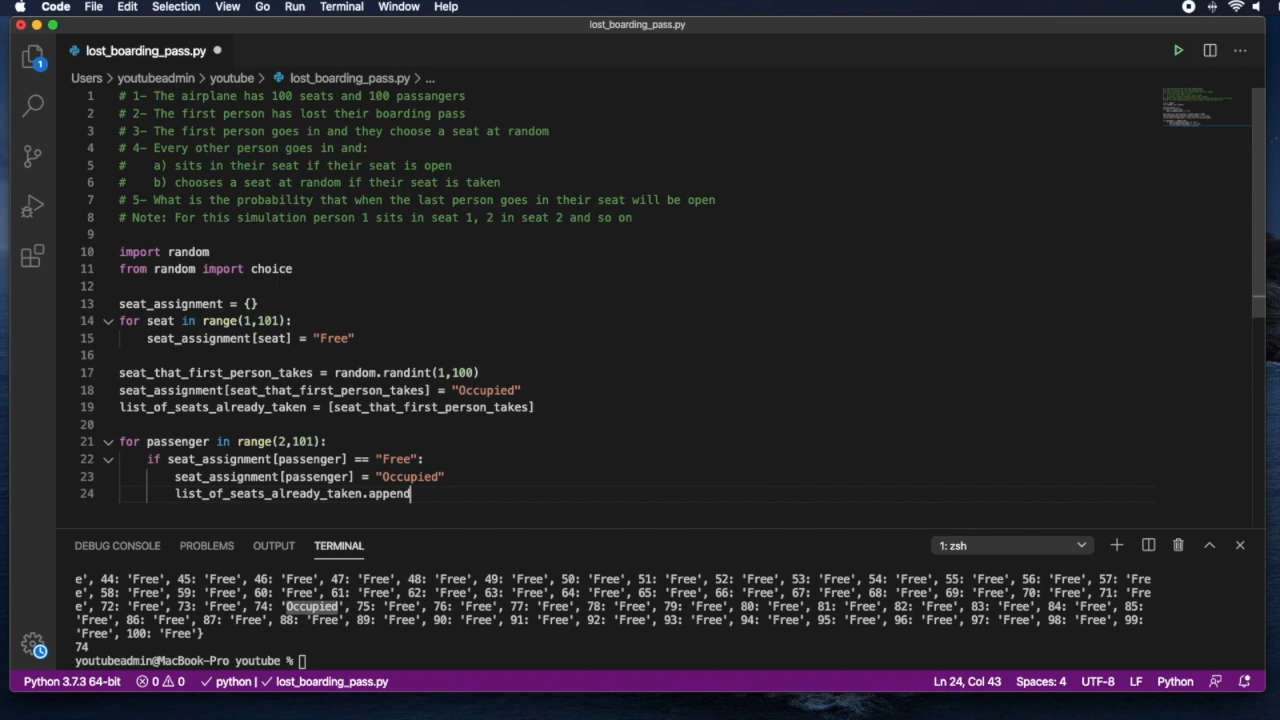 Code File Edit Selection View Go Run Terminal Window Help
lost_boarding_pass.py
lost_boarding_pass.py
1
Users > youtubeadmin > youtube > lost_boarding_pass.py > ...
1 # 1- The airplane has 100 seats and 100 passangers
2 # 2- The first person has lost their boarding pass
3 # 3- The first person goes in and they choose a seat at random
4 # 4- Every other person goes in and:
5 #    a) sits in their seat if their seat is open
6 #    b) chooses a seat at random if their seat is taken
7 # 5- What is the probability that when the last person goes in their seat will be open
8 # Note: For this simulation person 1 sits in seat 1, 2 in seat 2 and so on
9
10 import random
11 from random import choice
12
13 seat_assignment = {}
14 for seat in range(1,101):
15     seat_assignment[seat] = "Free"
16
17 seat_that_first_person_takes = random.randint(1,100)
18 seat_assignment[seat_that_first_person_takes] = "Occupied"
19 list_of_seats_already_taken = [seat_that_first_person_takes]
20
21 for passenger in range(2,101):
22     if seat_assignment[passenger] == "Free":
23         seat_assignment[passenger] = "Occupied"
24         list_of_seats_already_taken.append
DEBUG CONSOLE PROBLEMS OUTPUT TERMINAL 1: zsh
e', 44: 'Free', 45: 'Free', 46: 'Free', 47: 'Free', 48: 'Free', 49: 'Free', 50: 'Free', 51: 'Free', 52: 'Free', 53: 'Free', 54: 'Free', 55: 'Free', 56: 'Free', 57: 'Fre
e', 58: 'Free', 59: 'Free', 60: 'Free', 61: 'Free', 62: 'Free', 63: 'Free', 64: 'Free', 65: 'Free', 66: 'Free', 67: 'Free', 68: 'Free', 69: 'Free', 70: 'Free', 71: 'Fre
e', 72: 'Free', 73: 'Free', 74: 'Occupied', 75: 'Free', 76: 'Free', 77: 'Free', 78: 'Free', 79: 'Free', 80: 'Free', 81: 'Free', 82: 'Free', 83: 'Free', 84: 'Free', 85:
'Free', 86: 'Free', 87: 'Free', 88: 'Free', 89: 'Free', 90: 'Free', 91: 'Free', 92: 'Free', 93: 'Free', 94: 'Free', 95: 'Free', 96: 'Free', 97: 'Free', 98: 'Free', 99:
'Free', 100: 'Free'}
74
youtubeadmin@MacBook-Pro youtube %
Python 3.7.3 64-bit 0 0 python | lost_boarding_pass.py Ln 24, Col 43 Spaces: 4 UTF-8 LF Python